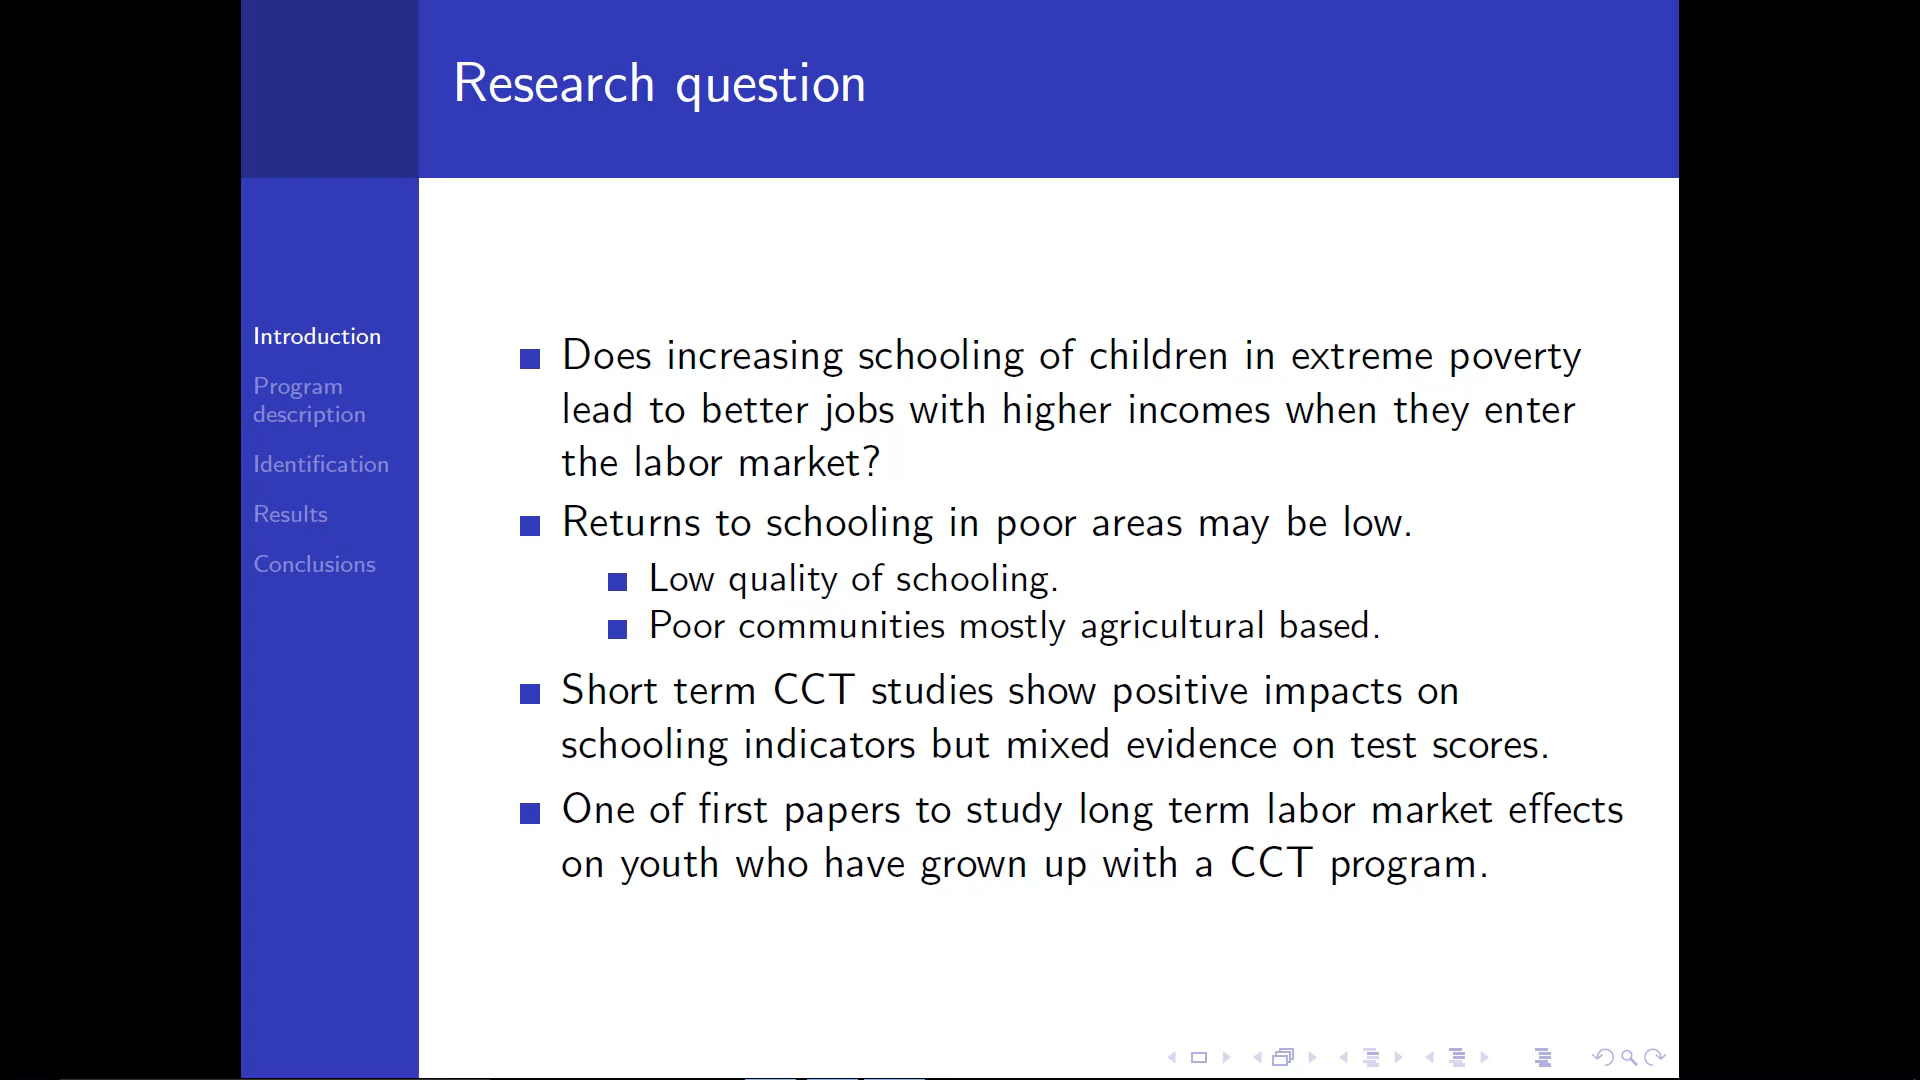 Research question
Introduction
Program
description
Identification
Results
Conclusions
Does increasing schooling of children in extreme poverty
lead to better jobs with higher incomes when they enter
the labor market?
Returns to schooling in poor areas may be low.
Low quality of schooling.
Poor communities mostly agricultural based.
Short term CCT studies show positive impacts on
schooling indicators but mixed evidence on test scores.
One of first papers to study long term labor market effects
on youth who have grown up with a CCT program.